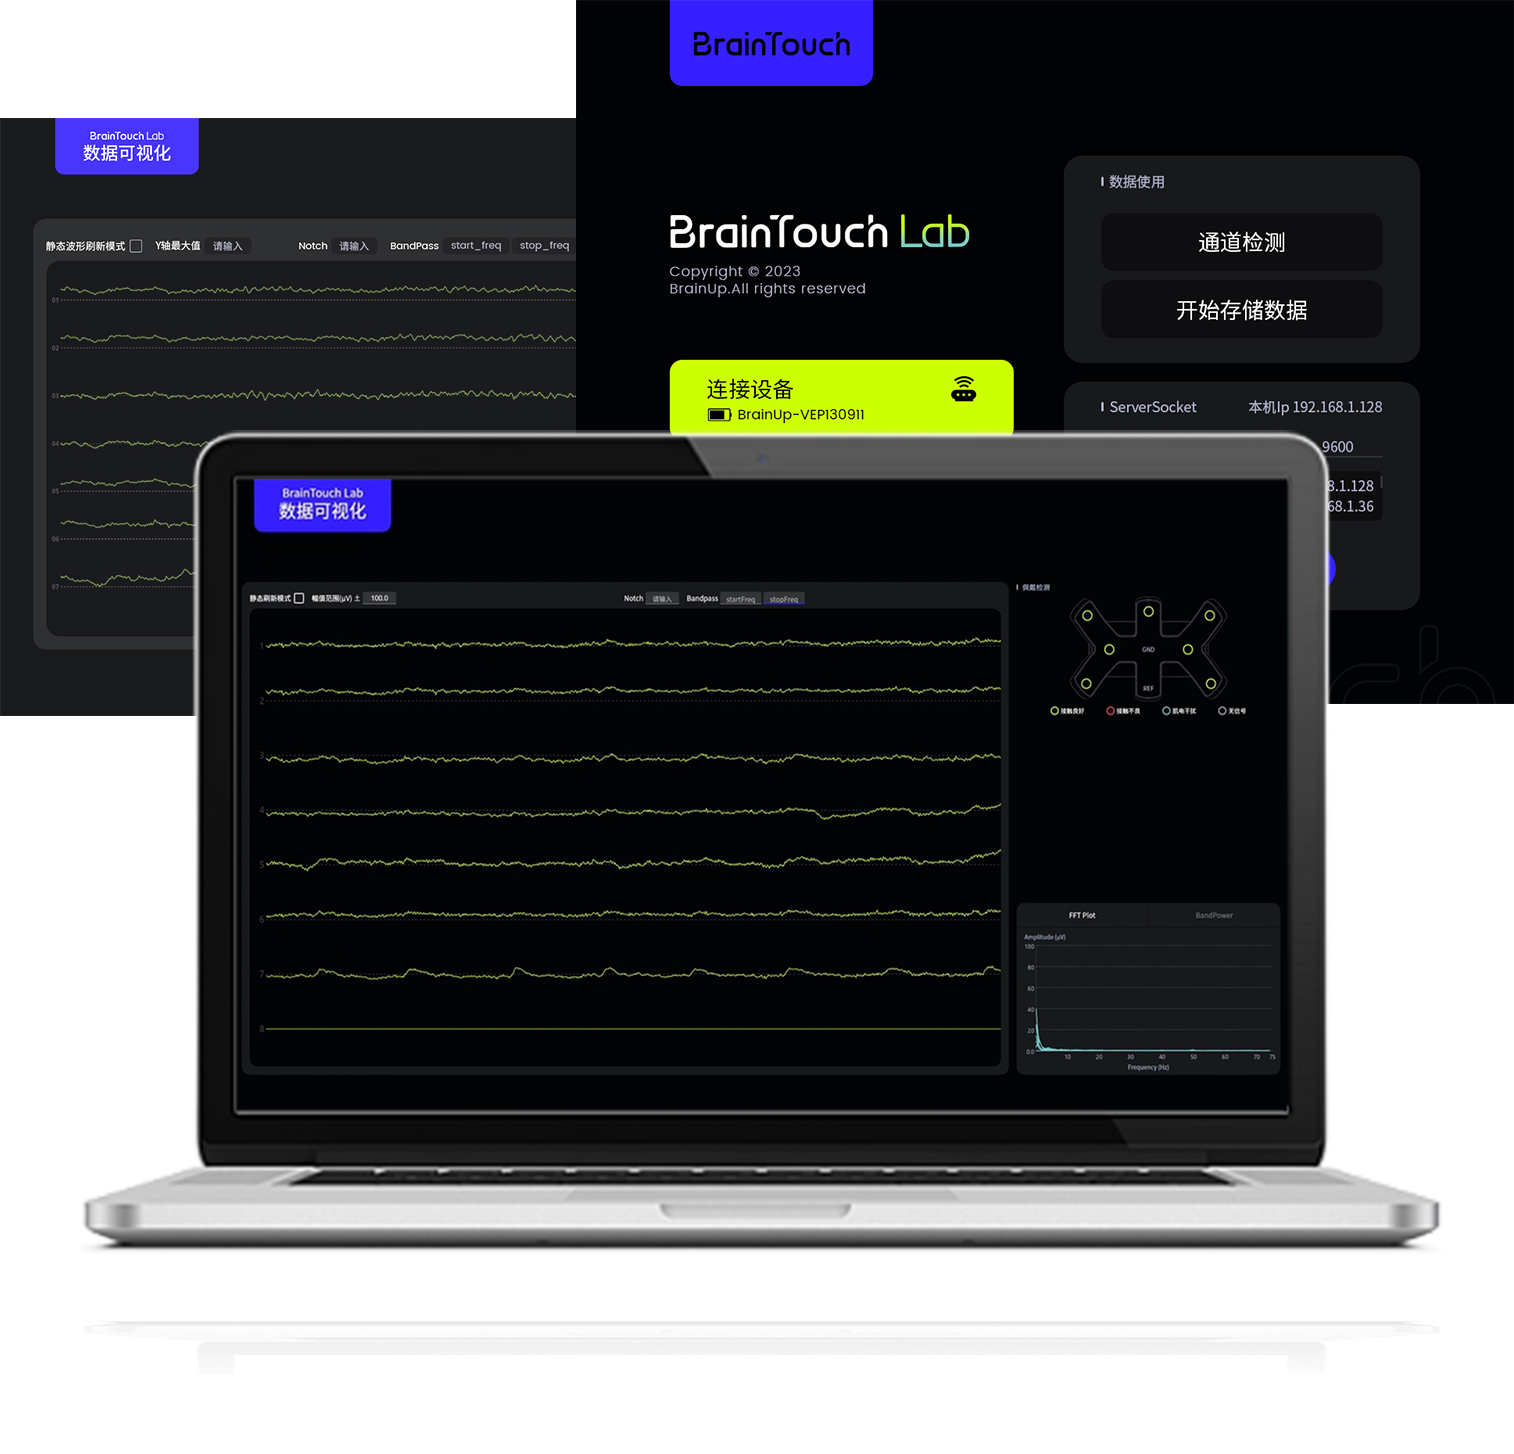 BrainTouch
BrainTouch Lab
数据可视化
静态波形刷新模式 Y轴最大值 请输入 Notch 请输入 BandPass start_freq stop_freq
01
02
03
04
05
06
07
BrainTouch Lab
Copyright © 2023
BrainUp.All rights reserved
连接设备
BrainUp-VEP130911
数据使用
通道检测
开始存储数据
ServerSocket 本机Ip 192.168.1.128
9600
8.1.128
68.1.36
BrainTouch Lab
数据可视化
静态刷新模式 幅值范围(μV) ± 100.0 Notch 请输入 Bandpass startFreq stopFreq
1
2
3
4
5
6
7
8
佩戴检测
GND
REF
接触良好 接触不良 肌电干扰 无信号
FFT Plot BandPower
Amplitude (μV)
100
80
60
40
20
0.0
10 20 30 40 50 60 70 75
Frequency (Hz)